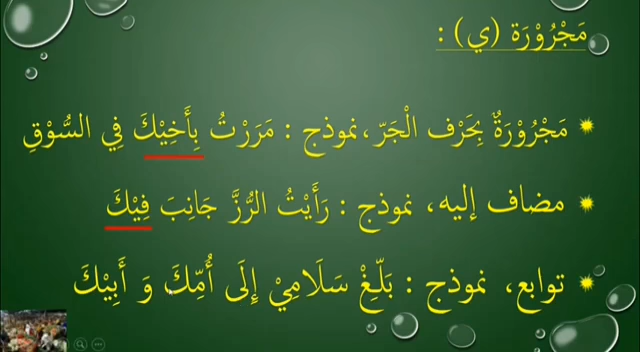 مَجْرُوْرَة (ي) :
مَجْرُوْرَةٌ بِحَرْف الْجَرّ ،نموذج : مَرَرْتُ بِأَخِيْكَ فِي السُّوْقِ
مضاف إليه، نموذج : رَأَيْتُ الرُّزَّ جَانِبَ فِيْكَ
توابع، نموذج : بَلِّغْ سَلَامِيْ إِلَى أُمِّكَ وَ أَبِيْكَ